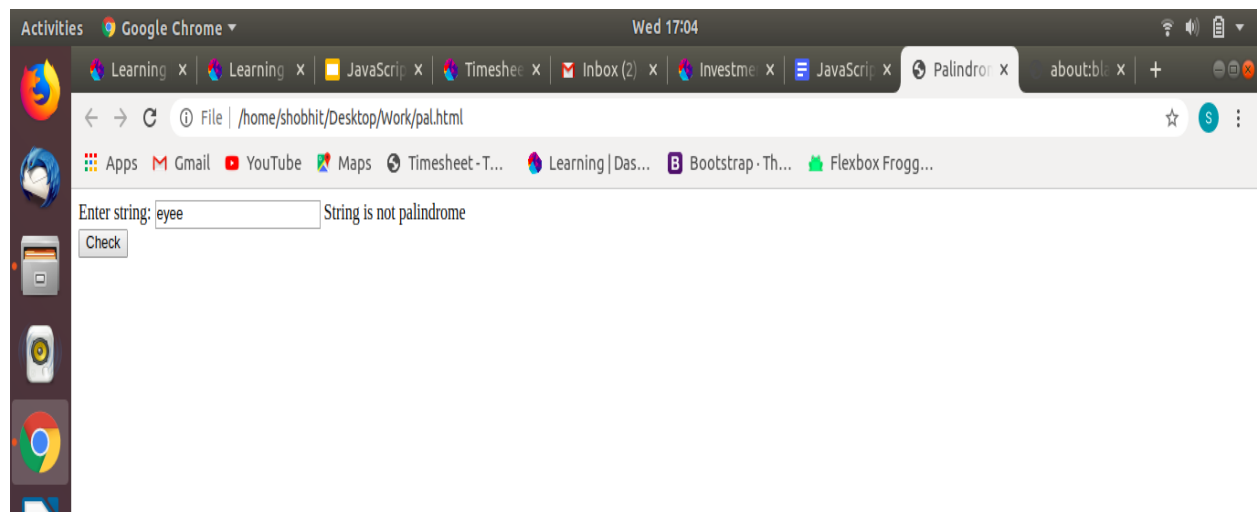 Activities Google Chrome ▾ Wed 17:04
Learning × Learning × JavaScrip × Timeshee × Inbox (2) × Investme × JavaScrip × Palindror × about:bla × +
File | /home/shobhit/Desktop/Work/pal.html S
Apps Gmail YouTube Maps Timesheet - T... Learning | Das... B Bootstrap · Th... Flexbox Frogg...
Enter string: eyee String is not palindrome
Check